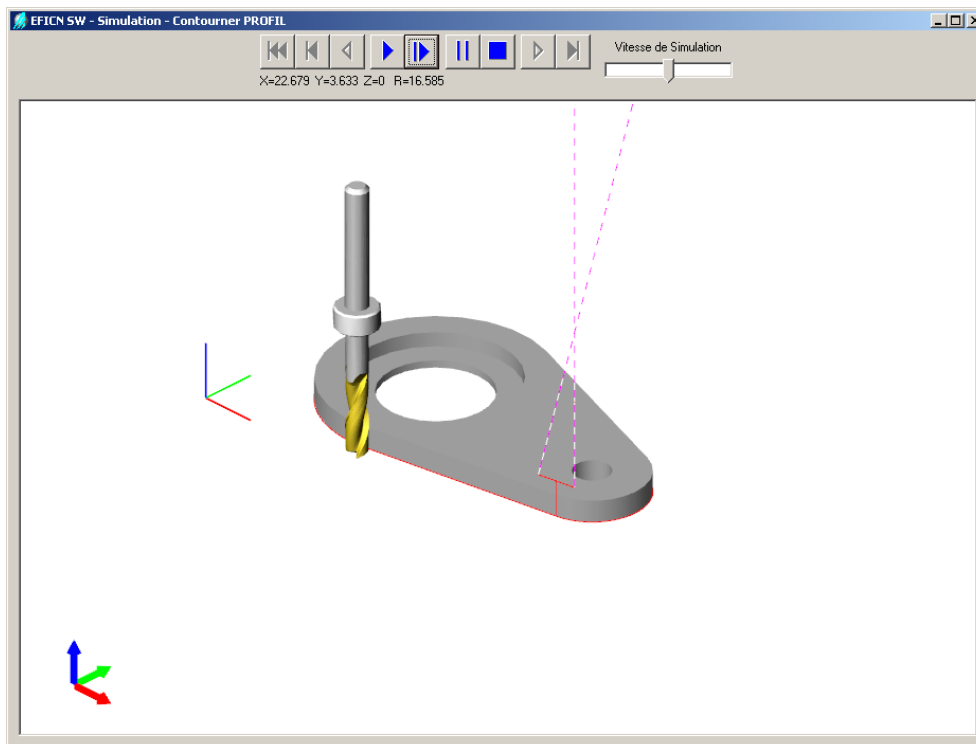 EFICN SW - Simulation - Contourner PROFIL
Vitesse de Simulation
X=22.679 Y=3.633 Z=0 R=16.585